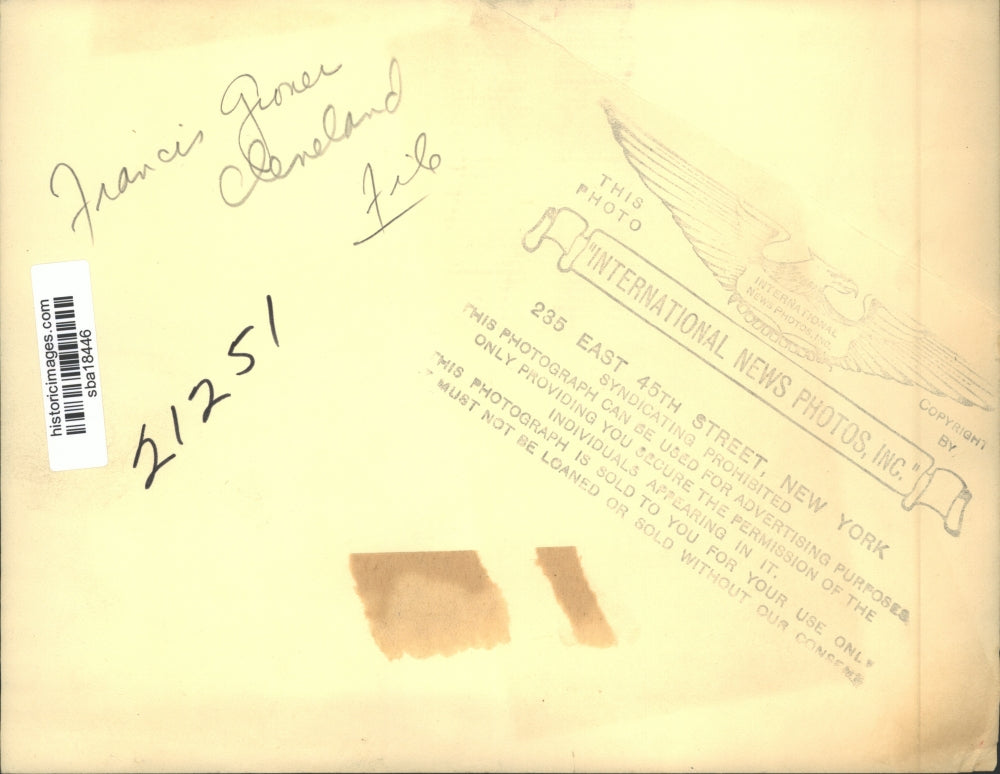 Francis
Cleveland
historicimages.com
sba18446
21251
THIS
PHOTO
INTERNATIONAL
NEWS PHOTOS, INC.
"INTERNATIONAL NEWS PHOTOS, INC."
COPYRIGHT
BY.
235 EAST 45TH STREET, NEW YORK
SYNDICATING PROHIBITED
THIS PHOTOGRAPH CAN BE USED FOR ADVERTISING PURPOSES
ONLY PROVIDING YOU SECURE THE PERMISSION OF THE
INDIVIDUALS APPEARING IN IT.
THIS PHOTOGRAPH IS SOLD TO YOU FOR YOUR USE ONLY
MUST NOT BE LOANED OR SOLD WITHOUT OUR CONSENT